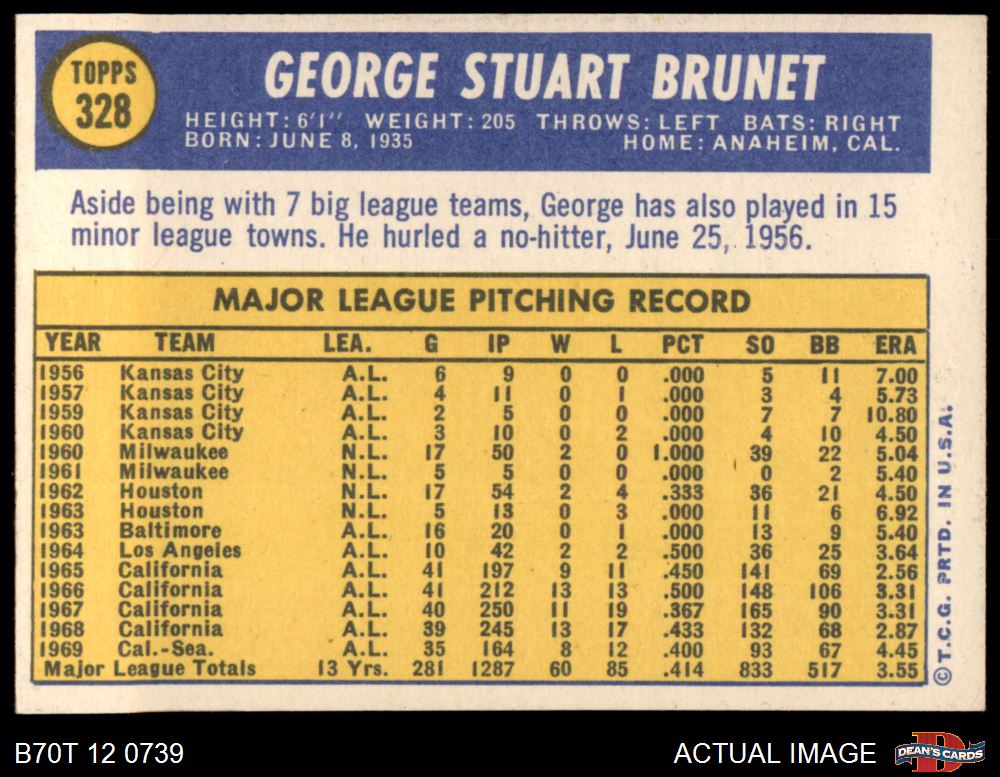 TOPPS
328
GEORGE STUART BRUNET
HEIGHT: 6'1" WEIGHT: 205 THROWS: LEFT BATS: RIGHT
BORN: JUNE 8, 1935 HOME: ANAHEIM, CAL.
Aside being with 7 big league teams, George has also played in 15
minor league towns. He hurled a no-hitter, June 25, 1956.
MAJOR LEAGUE PITCHING RECORD
YEAR TEAM LEA. G IP W L PCT SO BB ERA
1956 Kansas City A.L. 6 9 0 0 .000 5 11 7.00
1957 Kansas City A.L. 4 11 0 1 .000 3 4 5.73
1959 Kansas City A.L. 2 5 0 0 .000 7 7 10.80
1960 Kansas City A.L. 3 10 0 2 .000 4 10 4.50
1960 Milwaukee N.L. 17 50 2 0 1.000 39 22 5.04
1961 Milwaukee N.L. 5 5 0 0 .000 0 2 5.40
1962 Houston N.L. 17 54 2 4 .333 36 21 4.50
1963 Houston N.L. 5 13 0 3 .000 11 6 6.92
1963 Baltimore A.L. 16 20 0 1 .000 13 9 5.40
1964 Los Angeles A.L. 10 42 2 2 .500 36 25 3.64
1965 California A.L. 41 197 9 11 .450 141 69 2.56
1966 California A.L. 41 212 13 13 .500 148 106 3.31
1967 California A.L. 40 250 11 19 .367 165 90 3.31
1968 California A.L. 39 245 13 17 .433 132 68 2.87
1969 Cal.-Sea. A.L. 35 164 8 12 .400 93 67 4.45
Major League Totals 13 Yrs. 281 1287 60 85 .414 833 517 3.55
©T.C.G. PRTD. IN U.S.A.
B70T 12 0739 ACTUAL IMAGE
D
DEAN'S CARDS